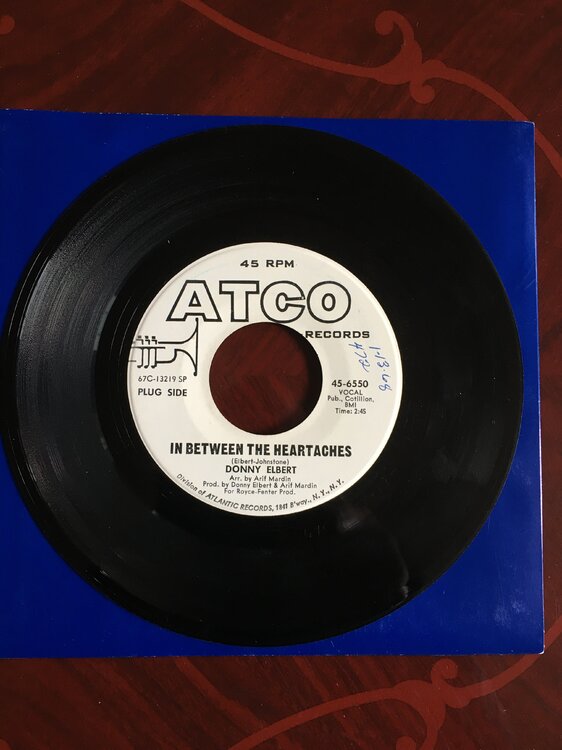 45 RPM
ATCO
RECORDS
67C-13219 SP
PLUG SIDE
45-6550
VOCAL
Pub., Cotillion,
BMI
Time: 2:45
1-13-68
IN BETWEEN THE HEARTACHES
(Elbert-Johnstone)
DONNY ELBERT
Arr. by Arif Mardin
Prod. by Donny Elbert & Arif Mardin
For Royce-Fenter Prod.
Division of ATLANTIC RECORDS, 1841 B'way., N.Y., N.Y.